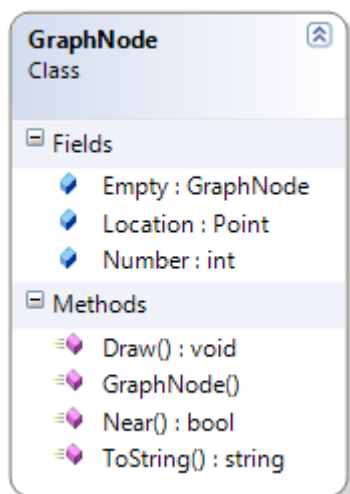 GraphNode
Class
Fields
Empty : GraphNode
Location : Point
Number : int
Methods
Draw() : void
GraphNode()
Near() : bool
ToString() : string